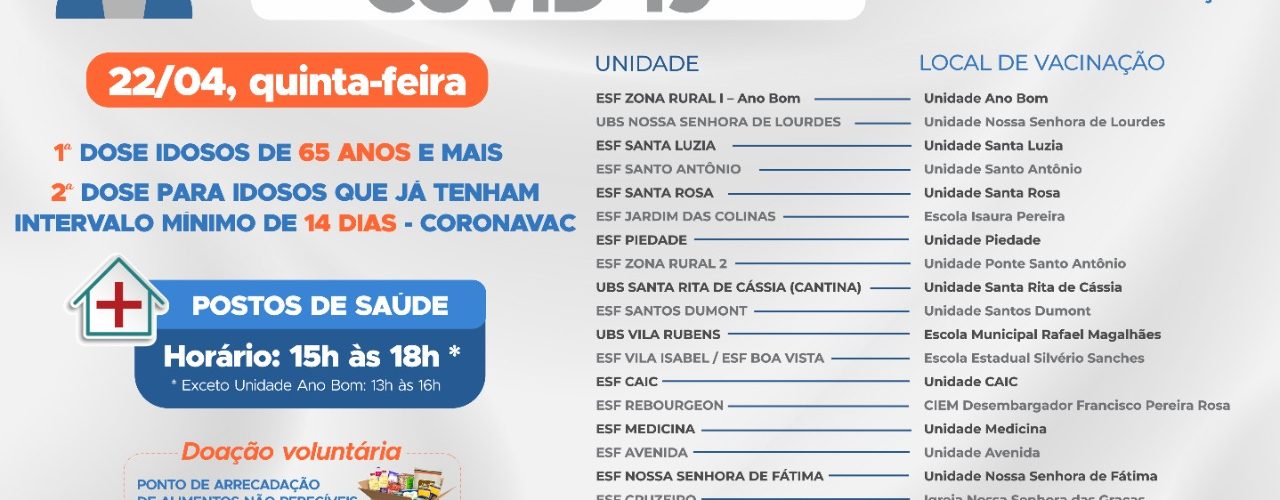 COVID-19
22/04, quinta-feira
1ª DOSE IDOSOS DE 65 ANOS E MAIS
2ª DOSE PARA IDOSOS QUE JÁ TENHAM
INTERVALO MÍNIMO DE 14 DIAS - CORONAVAC
POSTOS DE SAÚDE
Horário: 15h às 18h *
* Exceto Unidade Ano Bom: 13h às 16h
Doação voluntária
PONTO DE ARRECADAÇÃO
DE ALIMENTOS NÃO PERECÍVEIS
UNIDADE LOCAL DE VACINAÇÃO
ESF ZONA RURAL I – Ano Bom Unidade Ano Bom
UBS NOSSA SENHORA DE LOURDES Unidade Nossa Senhora de Lourdes
ESF SANTA LUZIA Unidade Santa Luzia
ESF SANTO ANTÔNIO Unidade Santo Antônio
ESF SANTA ROSA Unidade Santa Rosa
ESF JARDIM DAS COLINAS Escola Isaura Pereira
ESF PIEDADE Unidade Piedade
ESF ZONA RURAL 2 Unidade Ponte Santo Antônio
UBS SANTA RITA DE CÁSSIA (CANTINA) Unidade Santa Rita de Cássia
ESF SANTOS DUMONT Unidade Santos Dumont
UBS VILA RUBENS Escola Municipal Rafael Magalhães
ESF VILA ISABEL / ESF BOA VISTA Escola Estadual Silvério Sanches
ESF CAIC Unidade CAIC
ESF REBOURGEON CIEM Desembargador Francisco Pereira Rosa
ESF MEDICINA Unidade Medicina
ESF AVENIDA Unidade Avenida
ESF NOSSA SENHORA DE FÁTIMA Unidade Nossa Senhora de Fátima
ESF CRUZEIRO Igreja Nossa Senhora das Graças